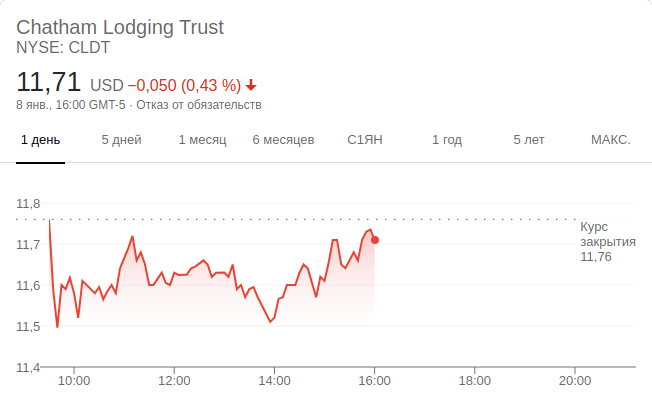 Chatham Lodging Trust
NYSE: CLDT
11,71 USD −0,050 (0,43 %)
8 янв., 16:00 GMT-5 · Отказ от обязательств
1 день 5 дней 1 месяц 6 месяцев С1ЯН 1 год 5 лет МАКС.
11,8
Курс
закрытия
11,76
11,7
11,6
11,5
11,4
10:00 12:00 14:00 16:00 18:00 20:00